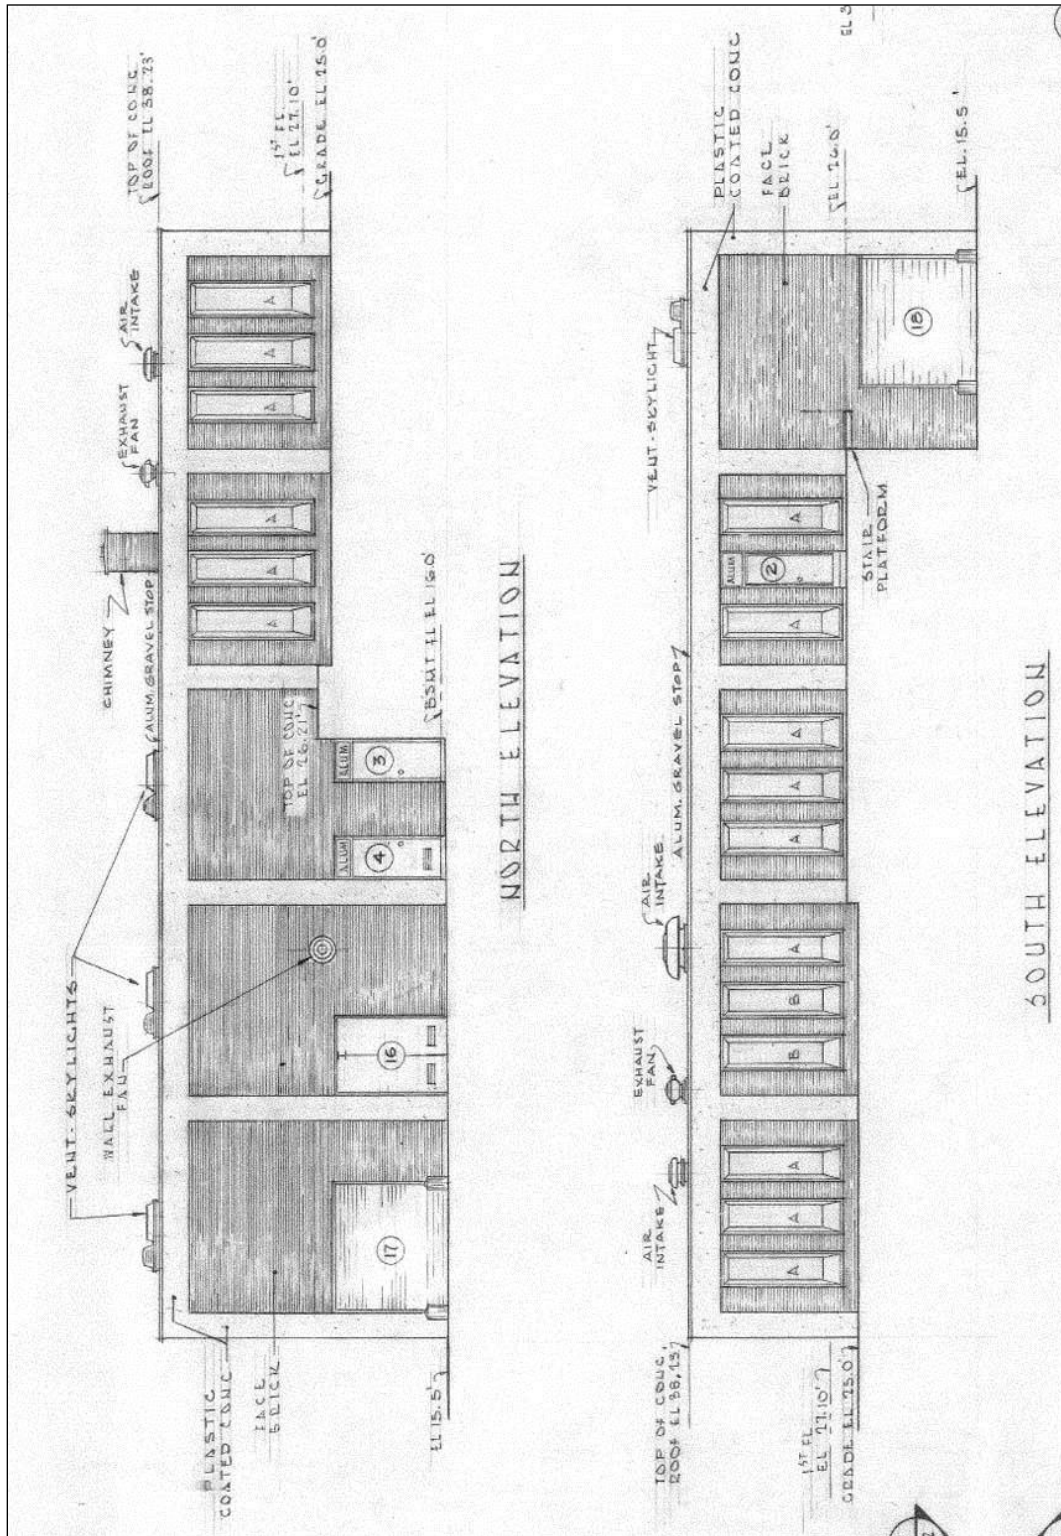 VENT-SKYLIGHTS
WALL EXHAUST
FAN
CHIMNEY
ALUM. GRAVEL STOP
EXHAUST
FAN
AIR
INTAKE
TOP OF CONC
ROOF EL 38.23'
1ST FL.
EL 27.10'
GRADE EL 25.0'
PLASTIC
COATED CONC
FACE
BRICK
EL 15.5'
17
16
4
ALUM
3
ALUM
TOP OF CONC
EL 26.21'
BSMT FL EL 16.0'
A
A
A
A
A
A
NORTH ELEVATION
AIR
INTAKE
EXHAUST
FAN
AIR
INTAKE
ALUM. GRAVEL STOP
VENT-SKYLIGHT
PLASTIC
COATED CONC
FACE
BRICK
EL 26.0'
EL. 15.5'
TOP OF CONC.
ROOF EL 38.23'
1ST FL
EL 27.10'
GRADE EL 25.0'
A
A
A
B
B
A
A
A
A
A
ALUM
2
A
18
STAIR
PLATFORM
SOUTH ELEVATION